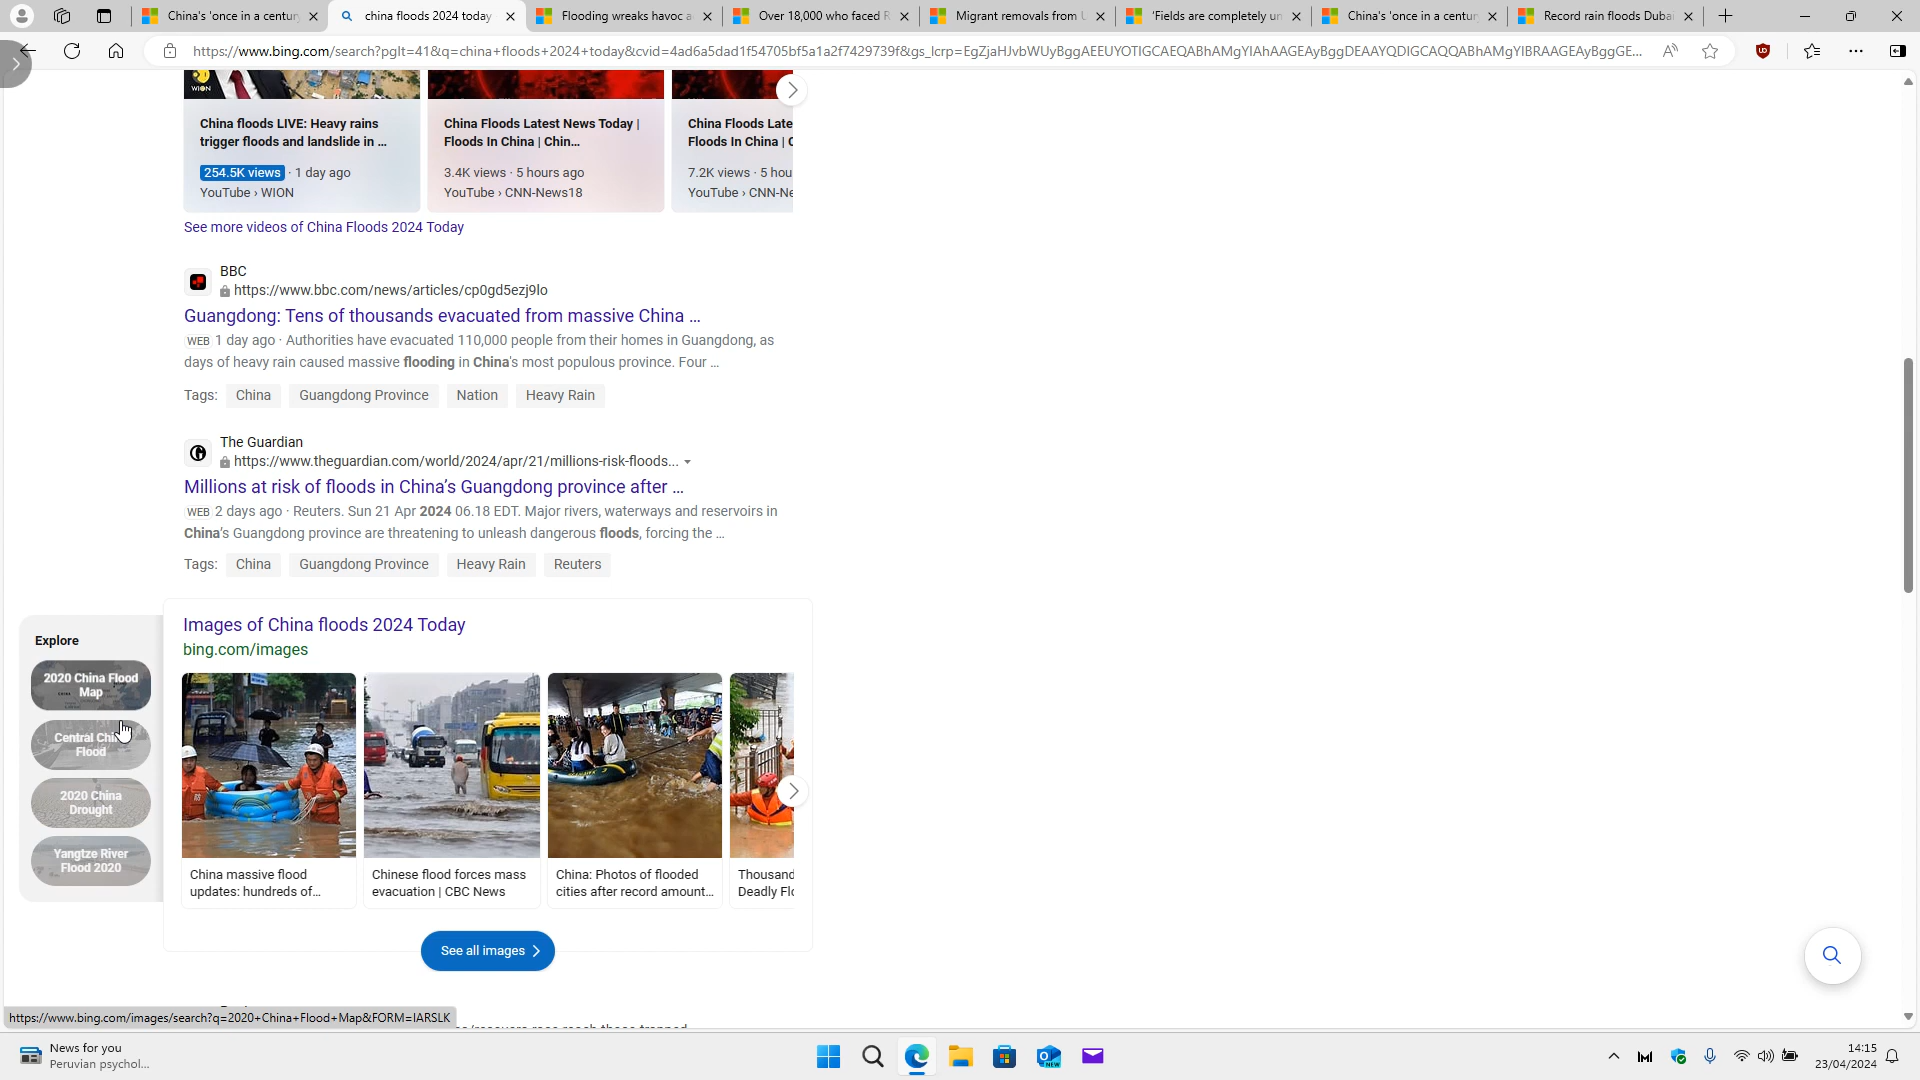 China's 'once in a centur
china floods 2024 today
Flooding wreaks havoc a
Over 18,000 who faced R
Migrant removals from U
'Fields are completely un
China's 'once in a centur
Record rain floods Dubai
https://www.bing.com/search?pglt=41&q=china+floods+2024+today&cvid=4ad6a5dad1f54705bf5a1a2f7429739f&gs_lcrp=EgZjaHJvbWUyBggAEEUYOTIGCAEQABhAMgYIAhAAGEAyBggDEAAYQDIGCAQQABhAMgYIBRAAGEAyBggGE...
WION
China floods LIVE: Heavy rains
trigger floods and landslide in ...
254.5K views · 1 day ago
YouTube › WION
China Floods Latest News Today |
Floods In China | Chin...
3.4K views · 5 hours ago
YouTube › CNN-News18
China Floods Late
Floods In China | C
7.2K views · 5 hou
YouTube › CNN-Ne
See more videos of China Floods 2024 Today
BBC
https://www.bbc.com/news/articles/cp0gd5ezj9lo
Guangdong: Tens of thousands evacuated from massive China ...
WEB 1 day ago · Authorities have evacuated 110,000 people from their homes in Guangdong, as
days of heavy rain caused massive flooding in China's most populous province. Four ...
Tags: China Guangdong Province Nation Heavy Rain
The Guardian
https://www.theguardian.com/world/2024/apr/21/millions-risk-floods...
Millions at risk of floods in China's Guangdong province after ...
WEB 2 days ago · Reuters. Sun 21 Apr 2024 06.18 EDT. Major rivers, waterways and reservoirs in
China's Guangdong province are threatening to unleash dangerous floods, forcing the ...
Tags: China Guangdong Province Heavy Rain Reuters
Explore
2020 China Flood
Map
Central Chi
Flood
2020 China
Drought
Yangtze River
Flood 2020
Images of China floods 2024 Today
bing.com/images
China massive flood
updates: hundreds of...
Chinese flood forces mass
evacuation | CBC News
China: Photos of flooded
cities after record amount...
Thousand
Deadly Flo
See all images
https://www.bing.com/images/search?q=2020+China+Flood+Map&FORM=IARSLK
News for you
Peruvian psychol...
14:15
23/04/2024